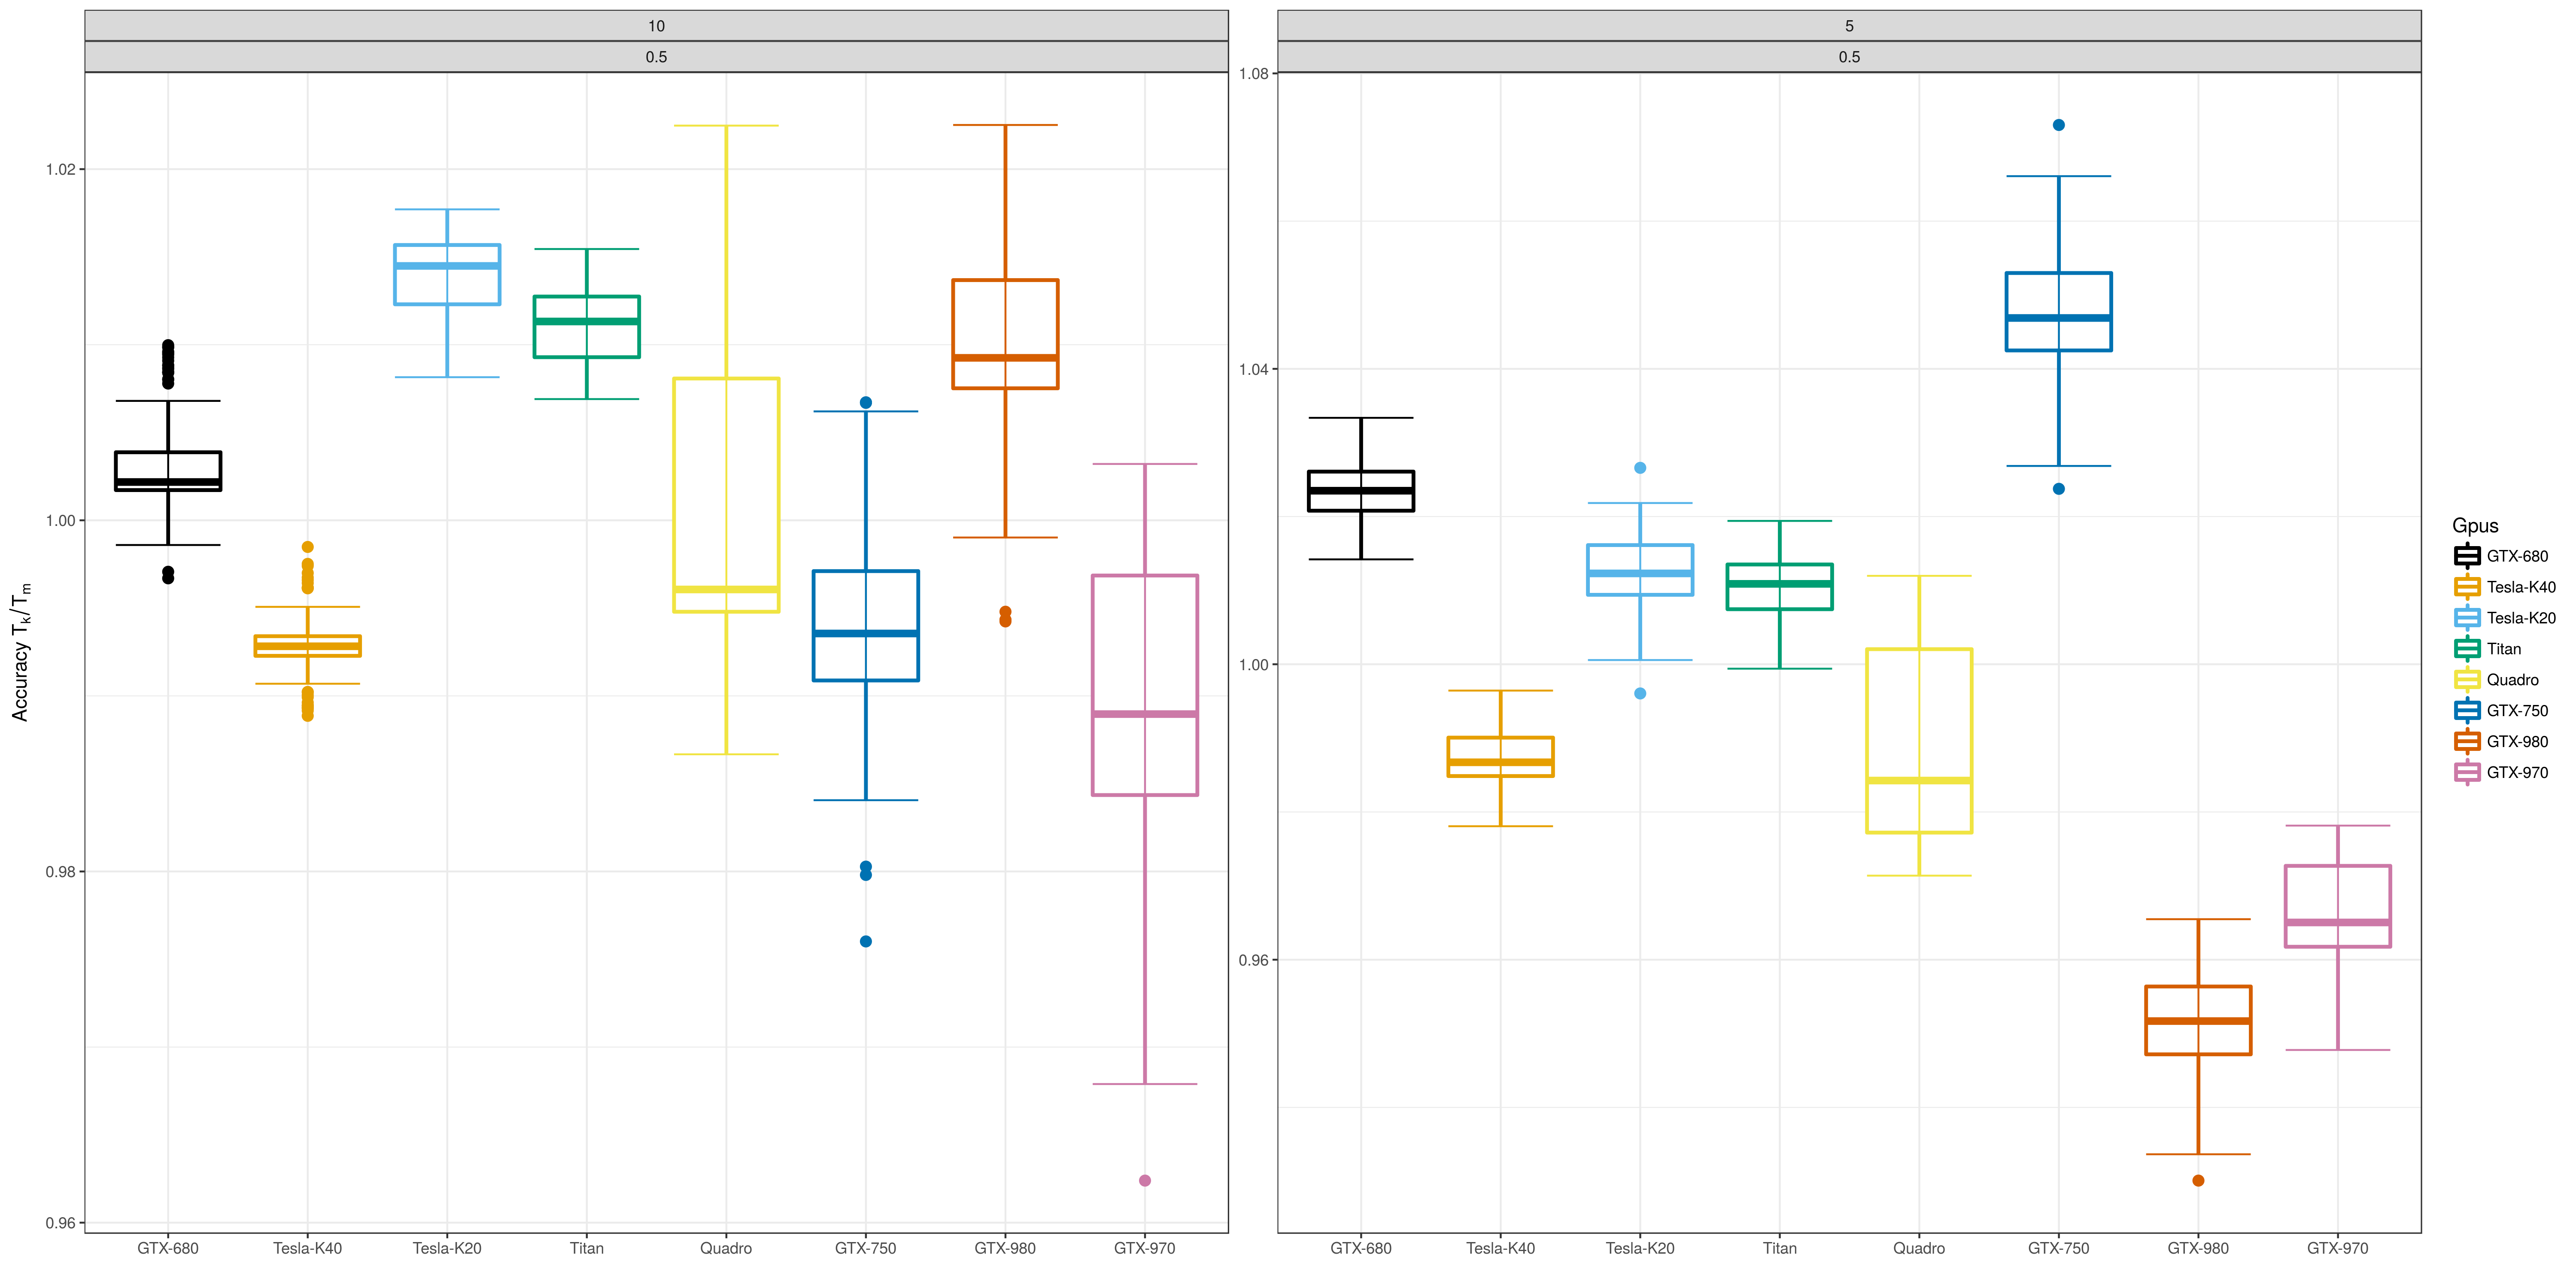 10
0.5
5
0.5
Accuracy Tk/Tm
1.02
1.00
0.98
0.96
GTX-680 Tesla-K40 Tesla-K20 Titan Quadro GTX-750 GTX-980 GTX-970
1.08
1.04
1.00
0.96
GTX-680 Tesla-K40 Tesla-K20 Titan Quadro GTX-750 GTX-980 GTX-970
Gpus
GTX-680
Tesla-K40
Tesla-K20
Titan
Quadro
GTX-750
GTX-980
GTX-970